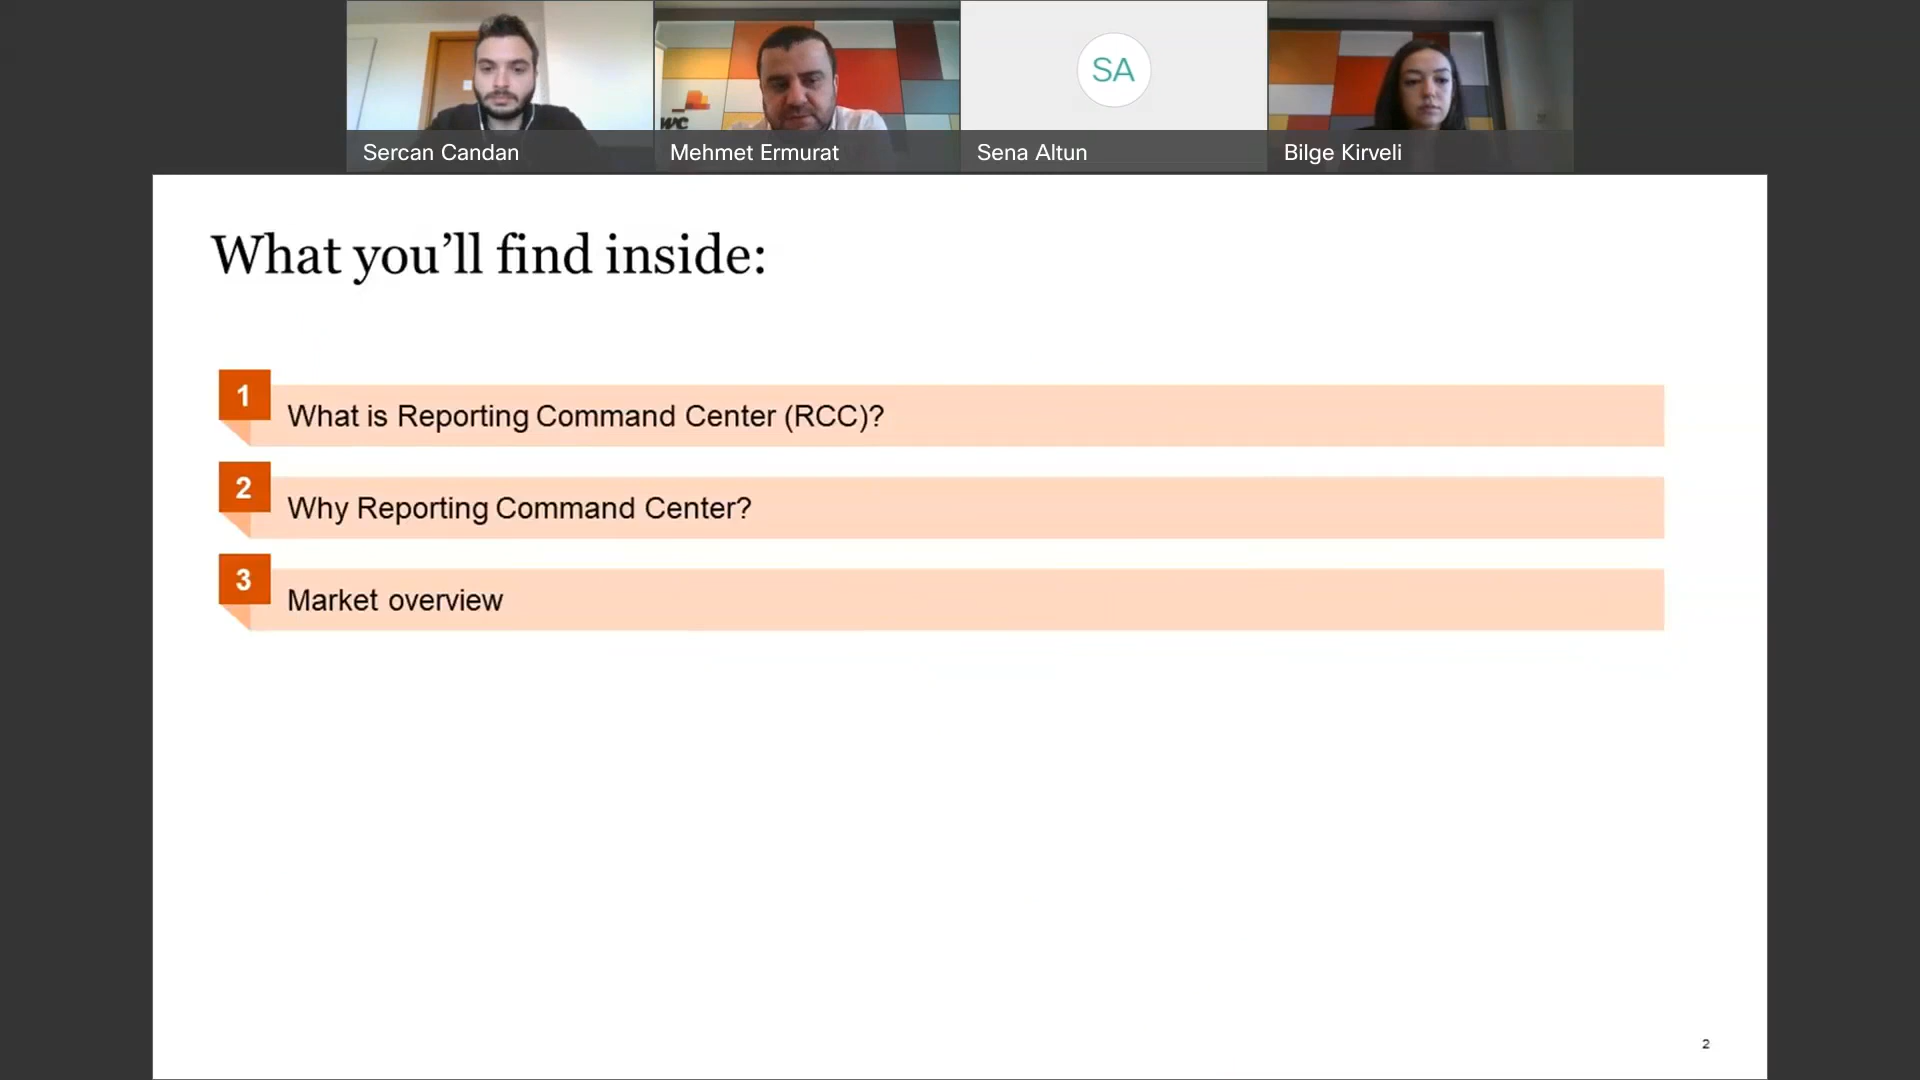 SA
wc
Sercan Candan
Mehmet Ermurat
Sena Altun
Bilge Kirveli
What you’ll find inside:
1
What is Reporting Command Center (RCC)?
2
Why Reporting Command Center?
3
Market overview
2